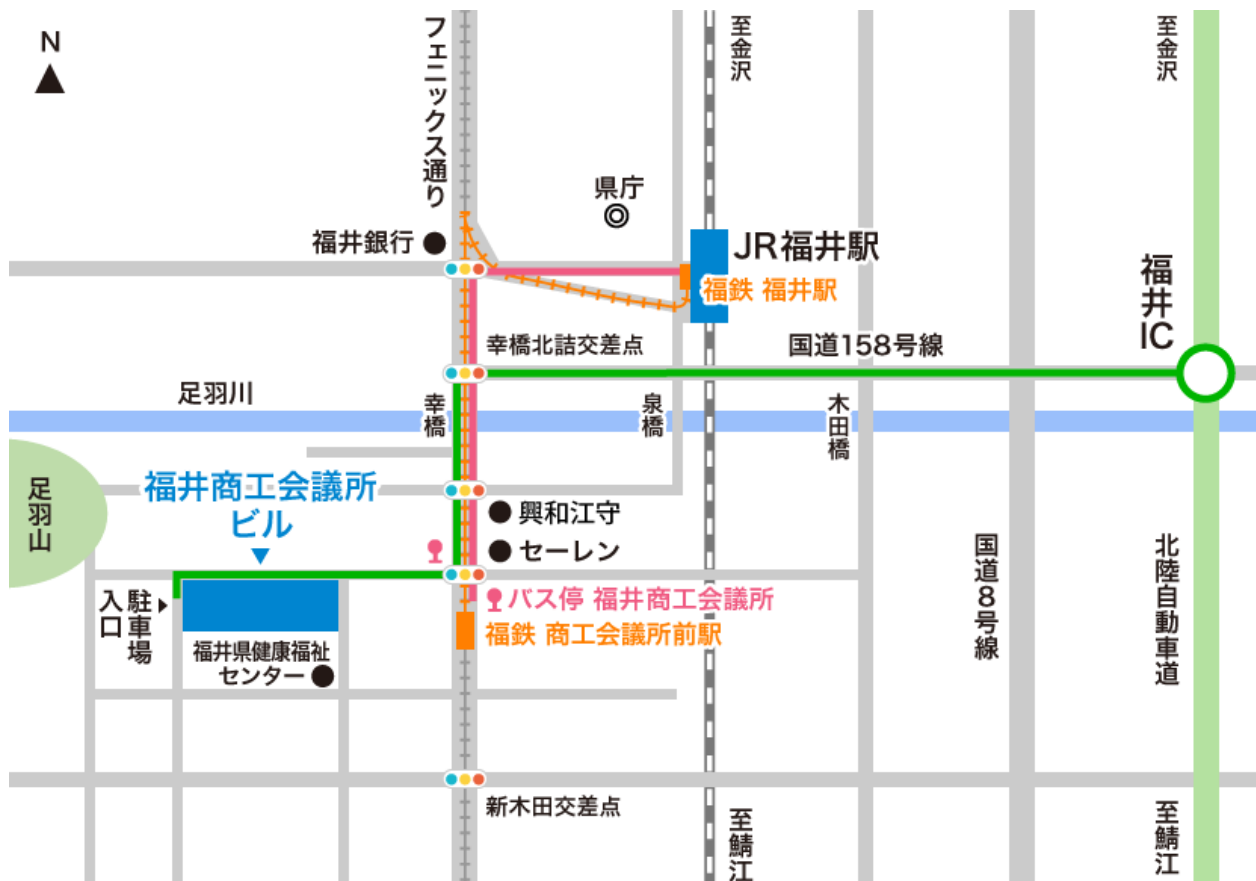 N
フェニックス通り
至金沢
至金沢
県庁
福井銀行
JR福井駅
福鉄 福井駅
福井
IC
幸橋北詰交差点
国道158号線
足羽川
幸橋
泉橋
木田橋
足羽山
福井商工会議所
ビル
興和江守
セーレン
国道8号線
北陸自動車道
駐車場
入口
バス停 福井商工会議所
福鉄 商工会議所前駅
福井県健康福祉
センター
新木田交差点
至鯖江
至鯖江